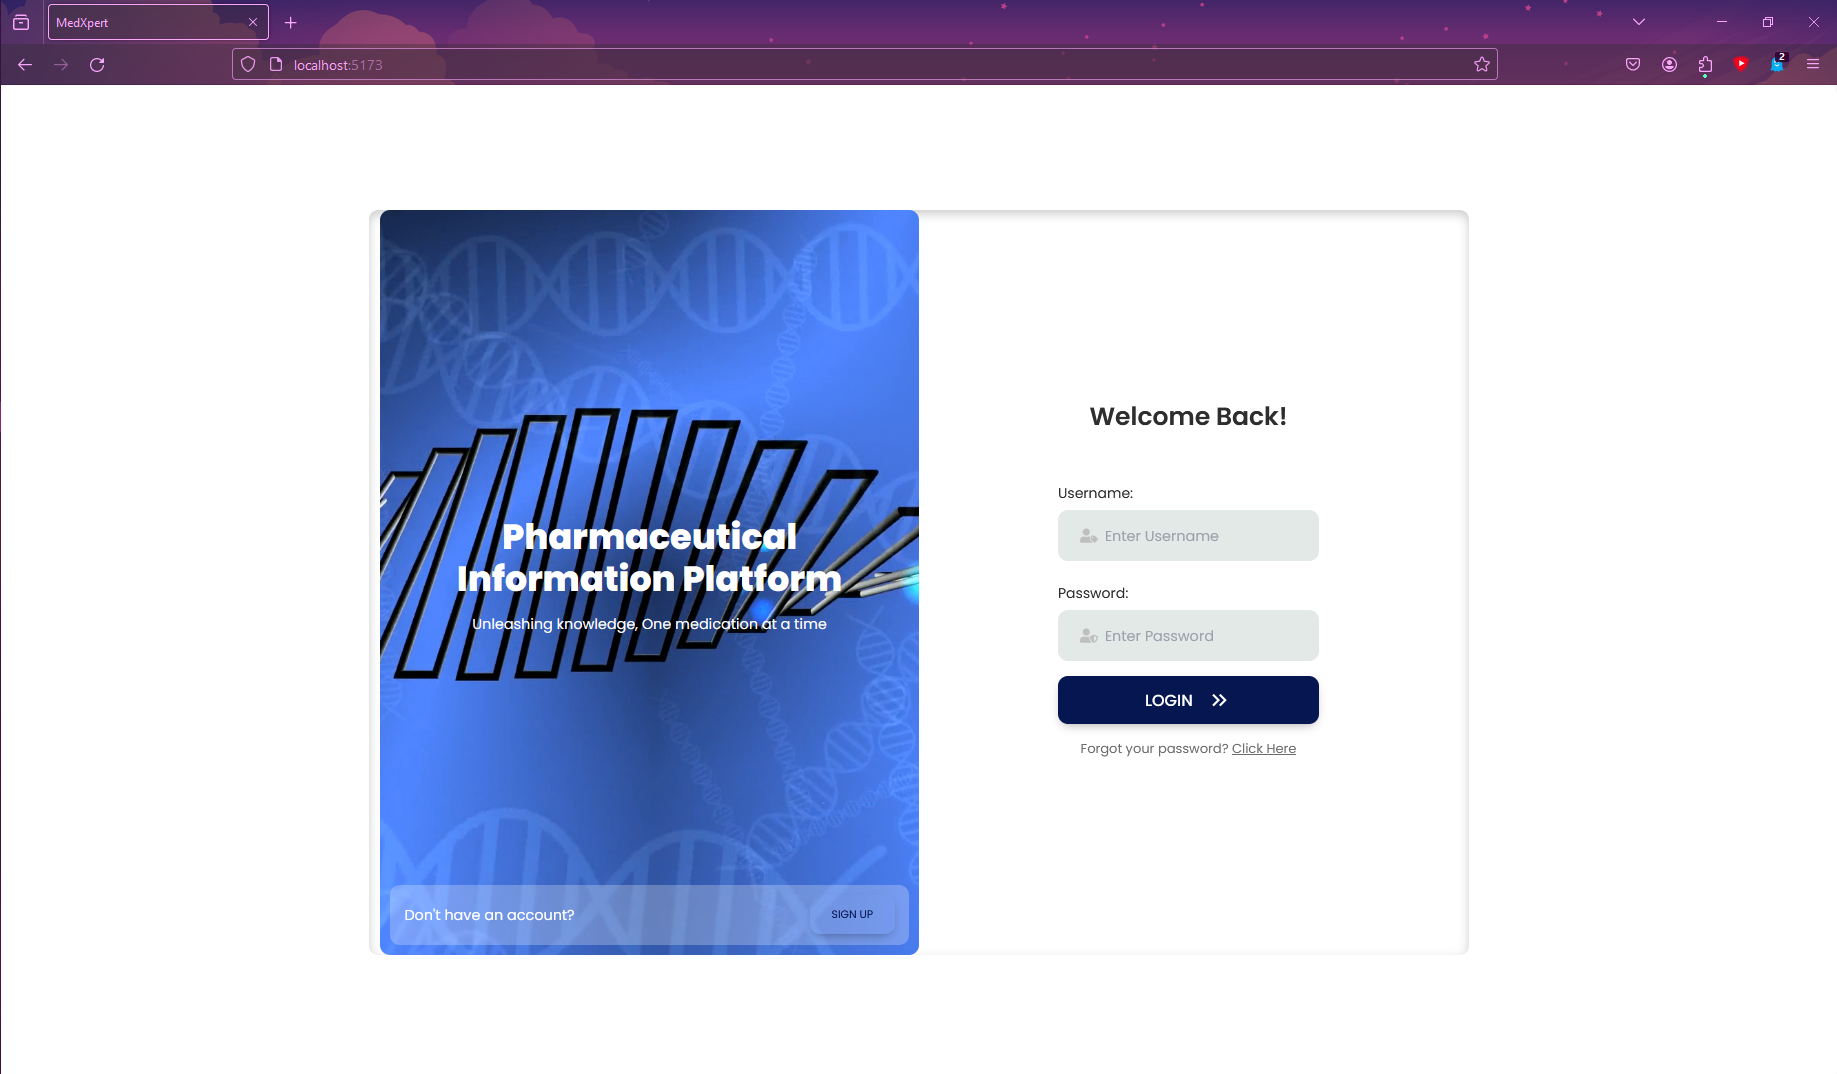 MedXpert
localhost:5173
2
Pharmaceutical
Information Platform
Unleashing knowledge, One medication at a time
Don't have an account?
SIGN UP
Welcome Back!
Username:
Enter Username
Password:
Enter Password
LOGIN
Forgot your password? Click Here